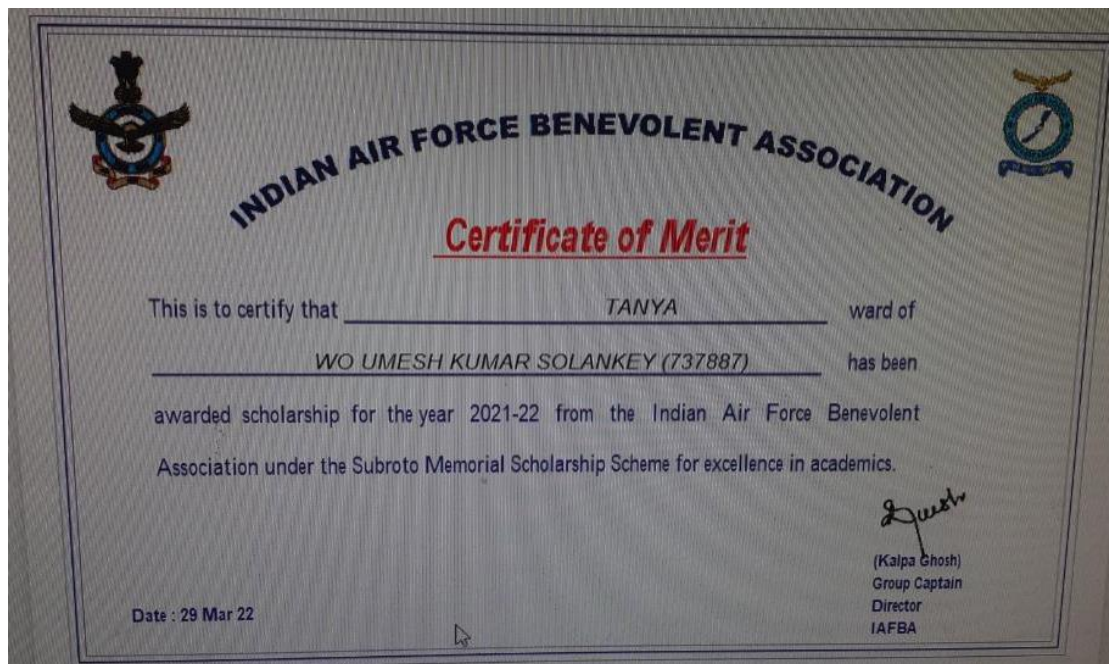 INDIAN AIR FORCE BENEVOLENT ASSOCIATION
Certificate of Merit
This is to certify that TANYA ward of
WO UMESH KUMAR SOLANKEY (737887) has been
awarded scholarship for the year 2021-22 from the Indian Air Force Benevolent
Association under the Subroto Memorial Scholarship Scheme for excellence in academics.
(Kalpa Ghosh)
Group Captain
Director
IAFBA
Date : 29 Mar 22